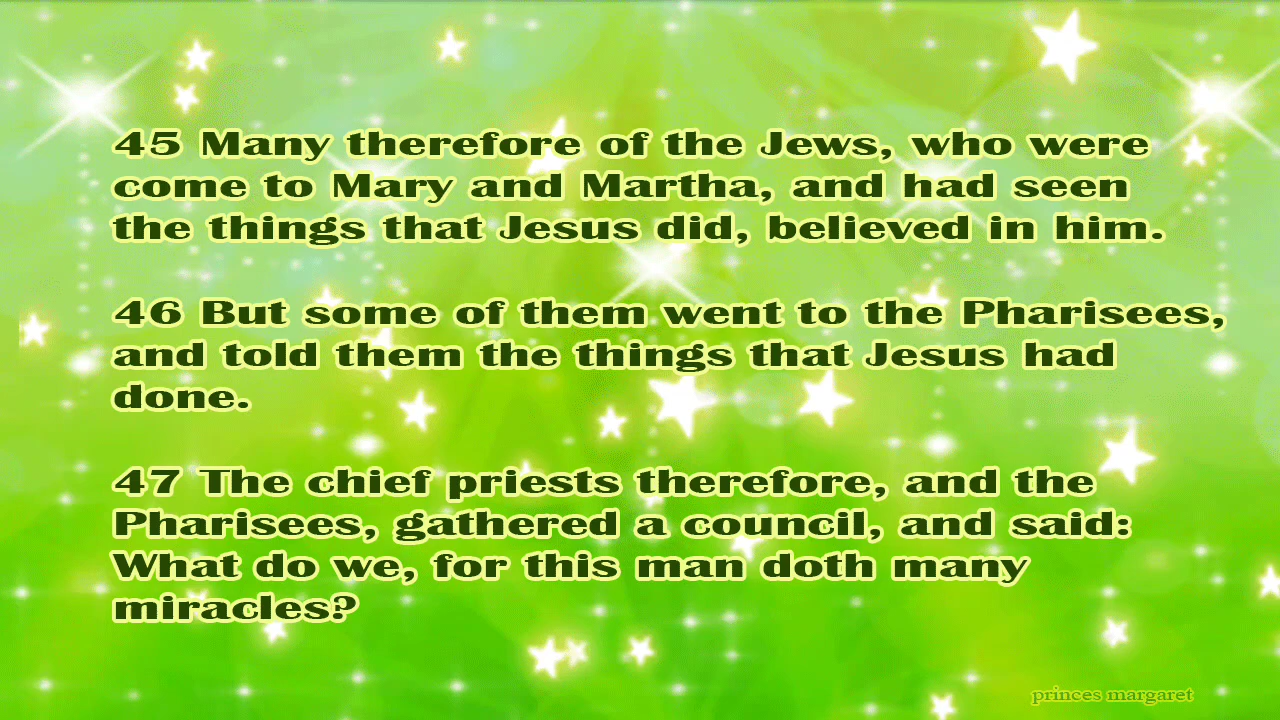 45 Many therefore of the Jews, who were
come to Mary and Martha, and had seen
the things that Jesus did, believed in him.
46 But some of them went to the Pharisees,
and told them the things that Jesus had
done.
47 The chief priests therefore, and the
Pharisees, gathered a council, and said:
What do we, for this man doth many
miracles?
princes margaret